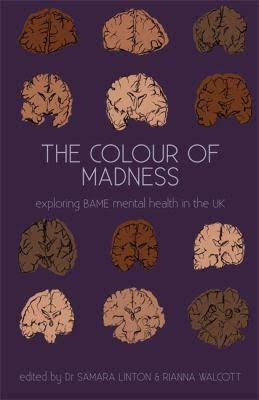 THE COLOUR OF
MADNESS
exploring BAME mental health in the UK
edited by Dr SAMARA LINTON & RIANNA WALCOTT